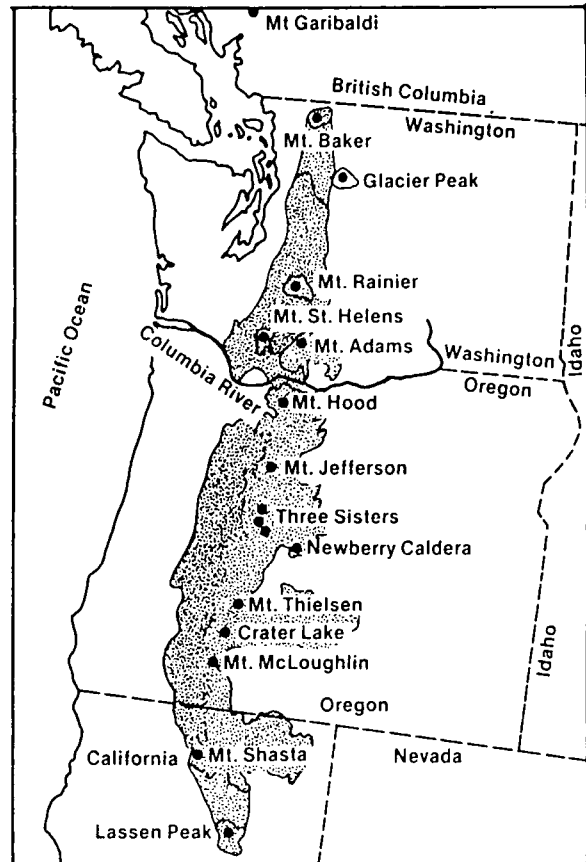 Mt Garibaldi
British Columbia
Washington
Mt. Baker
Glacier Peak
Mt. Rainier
Mt. St. Helens
Mt. Adams
Pacific Ocean
Columbia River
Washington
Oregon
Idaho
Mt. Hood
Mt. Jefferson
Three Sisters
Newberry Caldera
Mt. Thielsen
Crater Lake
Mt. McLoughlin
Idaho
Oregon
California
Mt. Shasta
Nevada
Lassen Peak